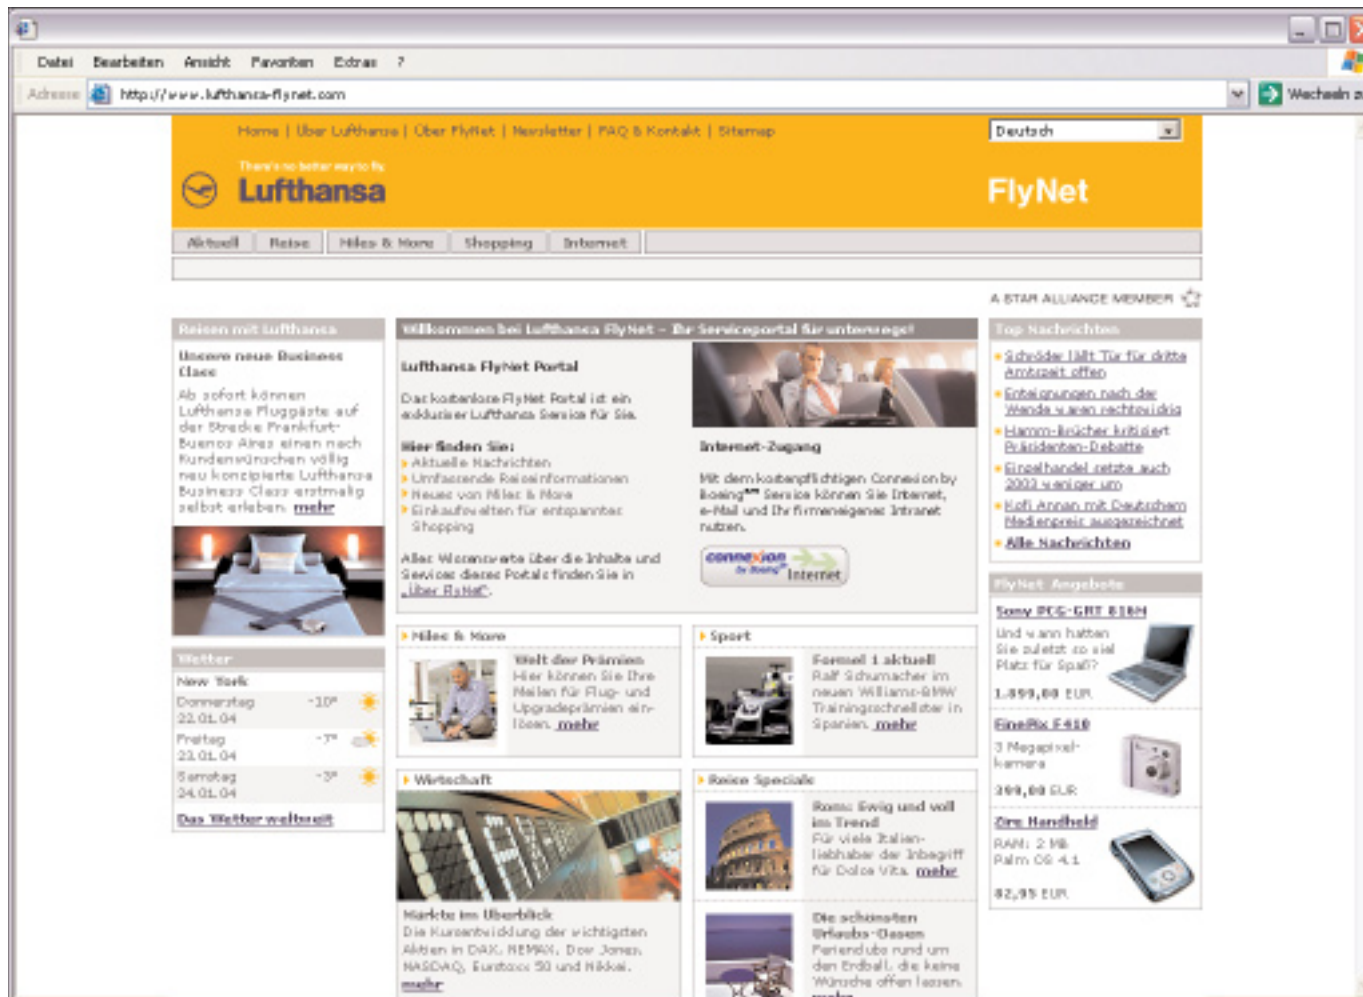 Datei Bearbeiten Ansicht Favoriten Extras ?
Adresse http://www.lufthansa-flynet.com Wechseln z
Home | Über Lufthansa | Über FlyNet | Newsletter | FAQ & Kontakt | Sitemap
Deutsch
There's no better way to fly.
Lufthansa
FlyNet
Aktuell Reise Miles & More Shopping Internet
A STAR ALLIANCE MEMBER
Reisen mit Lufthansa
Unsere neue Business
Class
Ab sofort können
Lufthansa Fluggäste auf
der Strecke Frankfurt-
Buenos Aires einen nach
Kundenwünschen völlig
neu konzipierte Lufthansa
Business Class erstmalig
selbst erleben. mehr
Wetter
New York
Donnerstag -10°
22.01.04
Freitag -7°
23.01.04
Samstag -3°
24.01.04
Das Wetter weltweit
Willkommen bei Lufthansa FlyNet – Ihr Serviceportal für unterwegs!
Lufthansa FlyNet Portal
Das kostenlose FlyNet Portal ist ein
exklusiver Lufthansa Service für Sie.
Hier finden Sie:
Aktuelle Nachrichten
Umfassende Reiseinformationen
Neues von Miles & More
Einkaufswelten für entspanntes
Shopping
Alles Wissenswerte über die Inhalte und
Services dieses Portals finden Sie in
„Über FlyNet".
Internet-Zugang
Mit dem kostenpflichtigen Connexion by
Boeing℠ Service können Sie Internet,
e-Mail und Ihr firmeneigenes Intranet
nutzen.
connexion
by Boeing℠ Internet
Miles & More
Welt der Prämien
Hier können Sie Ihre
Meilen für Flug- und
Upgradeprämien ein-
lösen. mehr
Sport
Formel 1 aktuell
Ralf Schumacher im
neuen Williams-BMW
Trainingsschnellster in
Spanien. mehr
Wirtschaft
Märkte im Überblick
Die Kursentwicklung der wichtigsten
Aktien in DAX, NEMAX, Dow Jones,
NASDAQ, Eurstoxx 50 und Nikkei.
mehr
Reise Specials
Rom: Ewig und voll
im Trend
Für viele Italien-
liebhaber der Inbegriff
für Dolce Vita. mehr
Die schönsten
Urlaubs-Oasen
Ferienclubs rund um
den Erdball, die keine
Wünsche offen lassen.
mehr
Top Nachrichten
Schröder läßt Tür für dritte
Amtszeit offen
Enteignungen nach der
Wende waren rechtswidrig
Hamm-Brücher kritisiert
Präsidenten-Debatte
Einzelhandel setzte auch
2003 weniger um
Kofi Annan mit Deutschem
Medienpreis ausgezeichnet
Alle Nachrichten
FlyNet Angebote
Sony PCG-GRT 816M
Und wann hatten
Sie zuletzt so viel
Platz für Spaß?
1.899,00 EUR
FinePix F410
3 Megapixel-
kamera
399,00 EUR
Zire Handheld
RAM: 2 MB
Palm OS 4.1
82,95 EUR